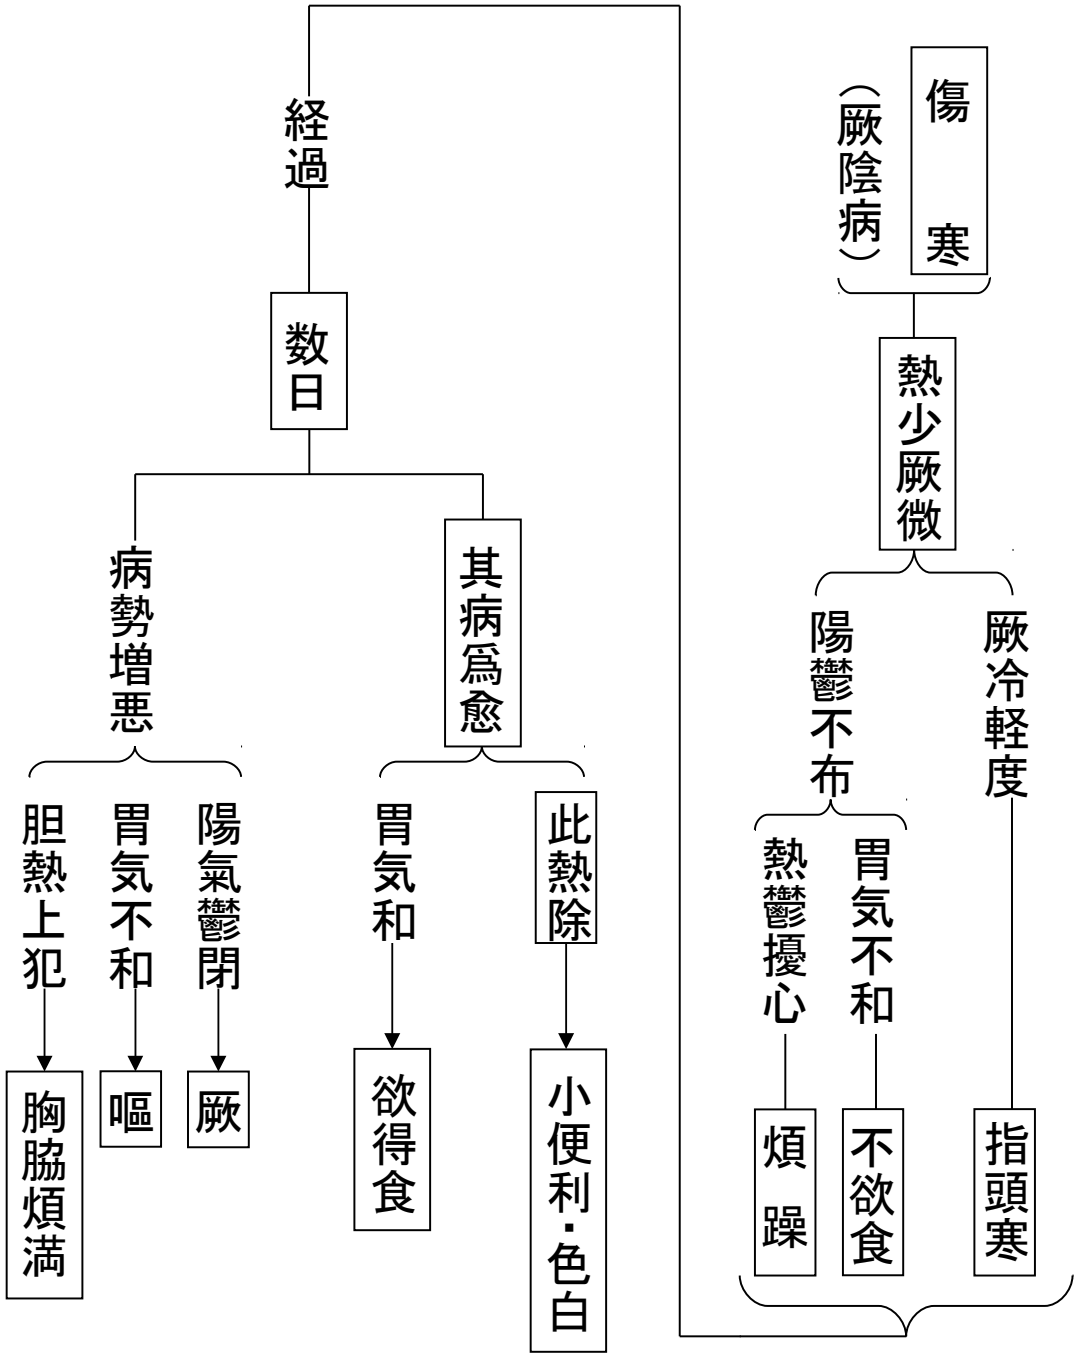 傷寒
（厥陰病）
熱少厥微
厥冷軽度
陽鬱不布
胃気不和
熱鬱擾心
指頭寒
不欲食
煩躁
経過
数日
其病爲愈
病勢増悪
此熱除
胃気和
陽氣鬱閉
胃気不和
胆熱上犯
小便利・色白
欲得食
厥
嘔
胸脇煩満